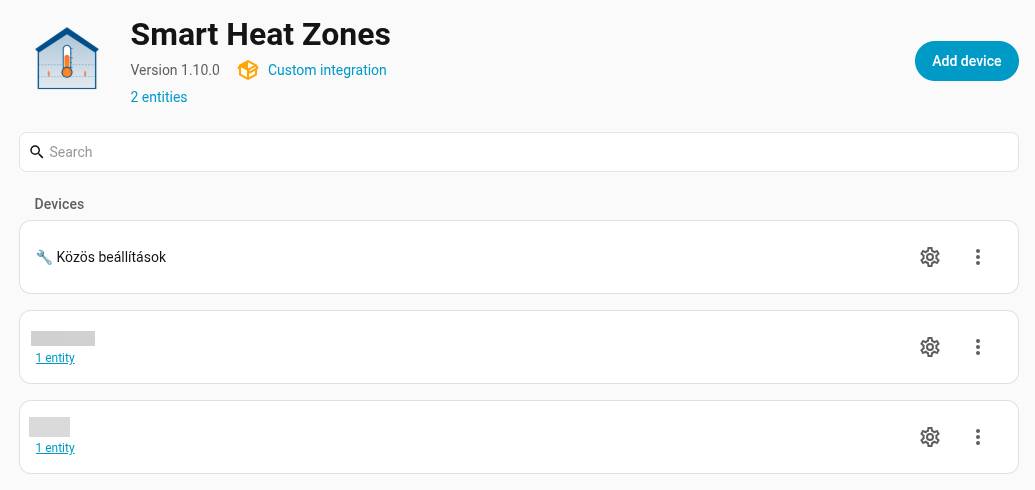 Smart Heat Zones
Version 1.10.0 Custom integration
2 entities
Add device
Search
Devices
🔧 Közös beállítások
1 entity
1 entity